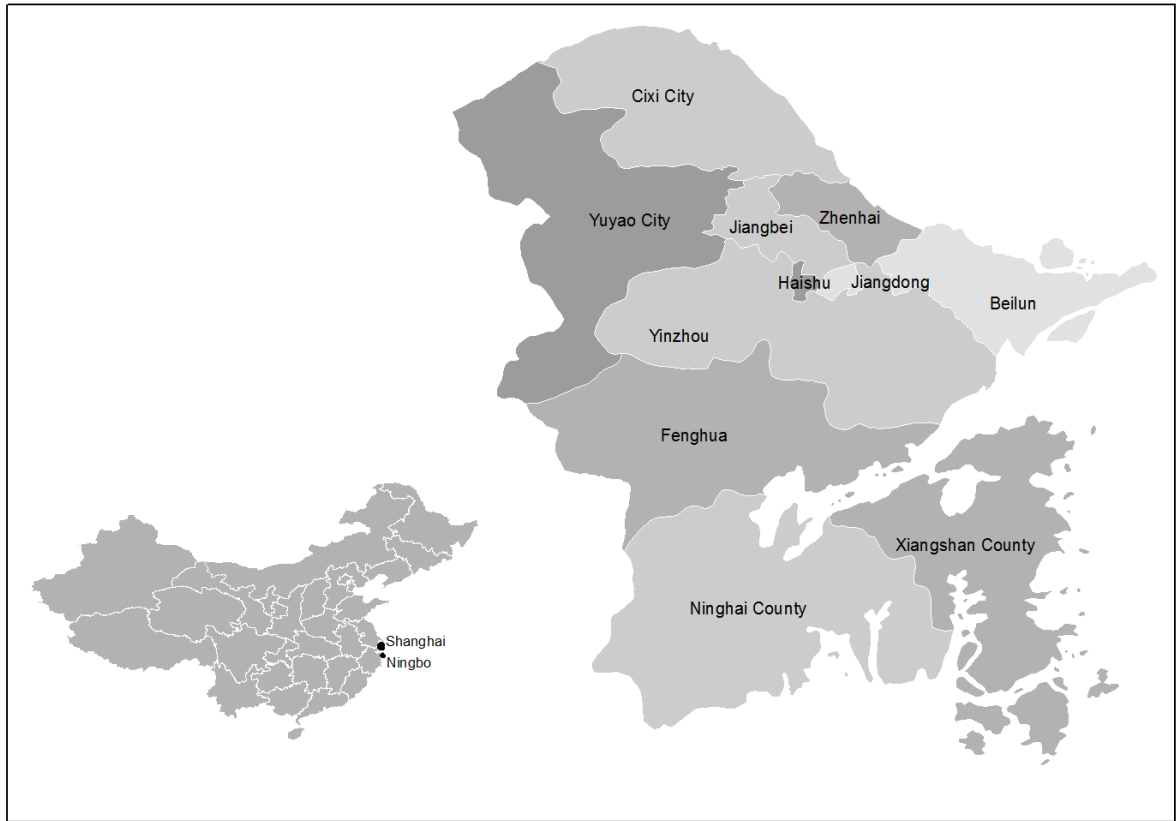 Cixi City
Zhenhai
Yuyao City
Jiangbei
Haishu
Jiangdong
Beilun
Yinzhou
Fenghua
Xiangshan County
Ninghai County
Shanghai
Ningbo